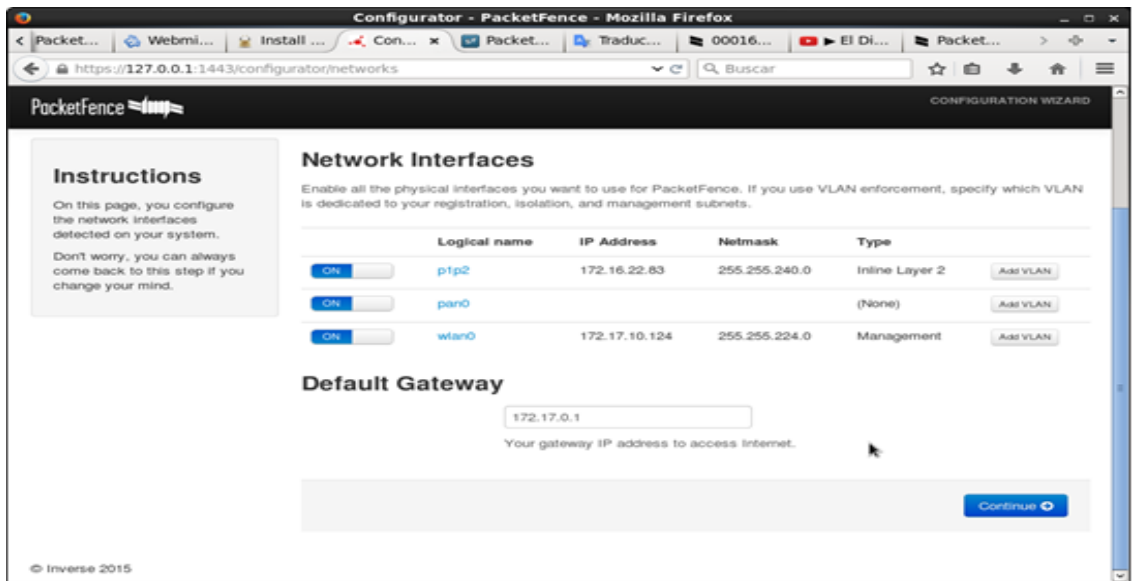 Configurator - PacketFence - Mozilla Firefox
Packet... Webmi... Install ... Con... Packet... Traduc... 00016... El Di... Packet...
https://127.0.0.1:1443/configurator/networks Buscar
PacketFence CONFIGURATION WIZARD
Instructions
On this page, you configure
the network interfaces
detected on your system.
Don't worry, you can always
come back to this step if you
change your mind.
Network Interfaces
Enable all the physical interfaces you want to use for PacketFence. If you use VLAN enforcement, specify which VLAN
is dedicated to your registration, isolation, and management subnets.
Logical name IP Address Netmask Type
ON p1p2 172.16.22.83 255.255.240.0 Inline Layer 2 Add VLAN
ON pan0 (None) Add VLAN
ON wlan0 172.17.10.124 255.255.224.0 Management Add VLAN
Default Gateway
172.17.0.1
Your gateway IP address to access Internet.
Continue
© Inverse 2015